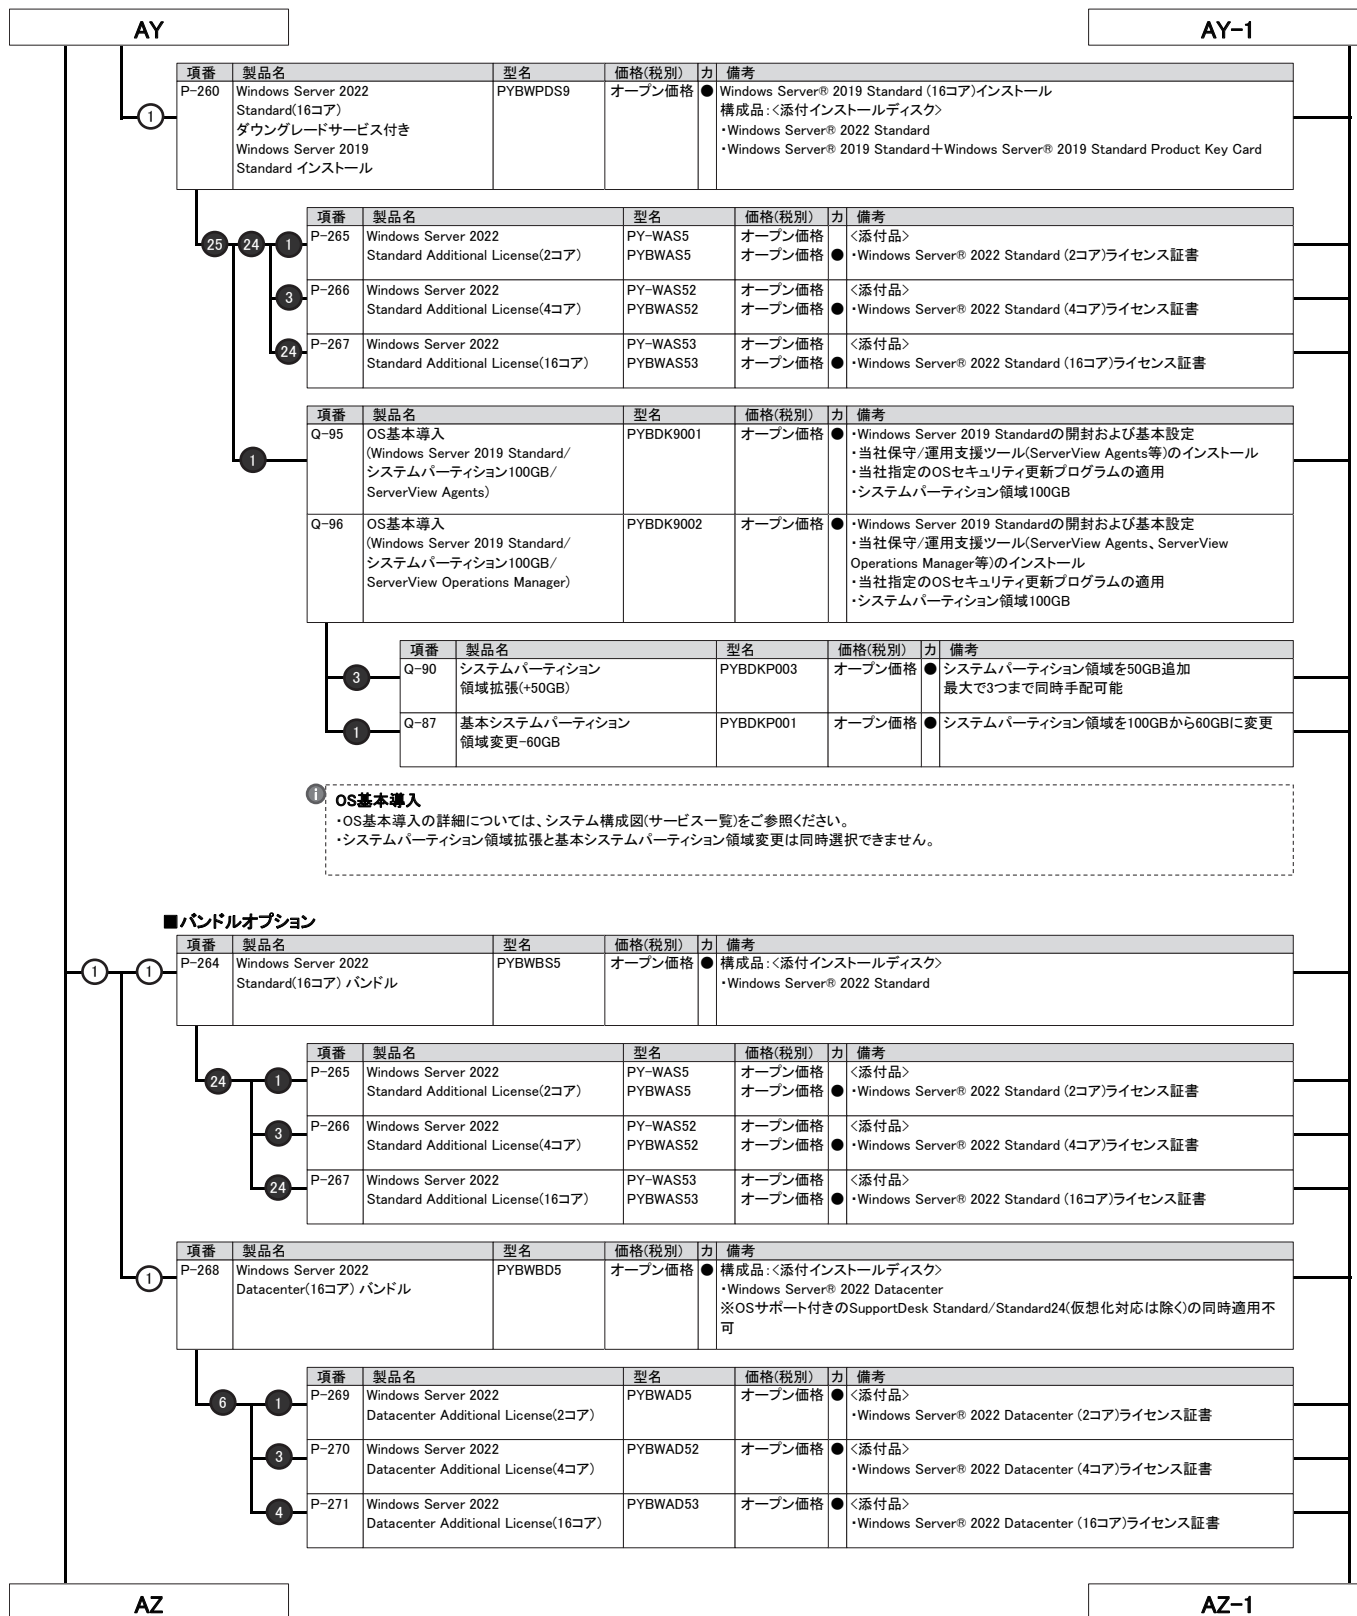 AY
AY-1
項番 製品名 型名 価格(税別) カ 備考
P-260 Windows Server 2022 PYBWPDS9 オープン価格 ● Windows Server® 2019 Standard (16コア)インストール
Standard(16コア) 構成品:<添付インストールディスク>
ダウングレードサービス付き ・Windows Server® 2022 Standard
Windows Server 2019 ・Windows Server® 2019 Standard+Windows Server® 2019 Standard Product Key Card
Standard インストール
1
項番 製品名 型名 価格(税別) カ 備考
25 24 1 P-265 Windows Server 2022 PY-WAS5 オープン価格 <添付品>
Standard Additional License(2コア) PYBWAS5 オープン価格 ● ・Windows Server® 2022 Standard (2コア)ライセンス証書
3 P-266 Windows Server 2022 PY-WAS52 オープン価格 <添付品>
Standard Additional License(4コア) PYBWAS52 オープン価格 ● ・Windows Server® 2022 Standard (4コア)ライセンス証書
24 P-267 Windows Server 2022 PY-WAS53 オープン価格 <添付品>
Standard Additional License(16コア) PYBWAS53 オープン価格 ● ・Windows Server® 2022 Standard (16コア)ライセンス証書
項番 製品名 型名 価格(税別) カ 備考
Q-95 OS基本導入 PYBDK9001 オープン価格 ● ・Windows Server 2019 Standardの開封および基本設定
(Windows Server 2019 Standard/ ・当社保守/運用支援ツール(ServerView Agents等)のインストール
システムパーティション100GB/ ・当社指定のOSセキュリティ更新プログラムの適用
ServerView Agents) ・システムパーティション領域100GB
1
Q-96 OS基本導入 PYBDK9002 オープン価格 ● ・Windows Server 2019 Standardの開封および基本設定
(Windows Server 2019 Standard/ ・当社保守/運用支援ツール(ServerView Agents、ServerView
システムパーティション100GB/ Operations Manager等)のインストール
ServerView Operations Manager) ・当社指定のOSセキュリティ更新プログラムの適用
・システムパーティション領域100GB
項番 製品名 型名 価格(税別) カ 備考
3 Q-90 システムパーティション PYBDKP003 オープン価格 ● システムパーティション領域を50GB追加
領域拡張(+50GB) 最大で3つまで同時手配可能
1 Q-87 基本システムパーティション PYBDKP001 オープン価格 ● システムパーティション領域を100GBから60GBに変更
領域変更-60GB
i OS基本導入
・OS基本導入の詳細については、システム構成図(サービス一覧)をご参照ください。
・システムパーティション領域拡張と基本システムパーティション領域変更は同時選択できません。
■バンドルオプション
項番 製品名 型名 価格(税別) カ 備考
1 1 P-264 Windows Server 2022 PYBWBS5 オープン価格 ● 構成品:<添付インストールディスク>
Standard(16コア) バンドル ・Windows Server® 2022 Standard
項番 製品名 型名 価格(税別) カ 備考
24 1 P-265 Windows Server 2022 PY-WAS5 オープン価格 <添付品>
Standard Additional License(2コア) PYBWAS5 オープン価格 ● ・Windows Server® 2022 Standard (2コア)ライセンス証書
3 P-266 Windows Server 2022 PY-WAS52 オープン価格 <添付品>
Standard Additional License(4コア) PYBWAS52 オープン価格 ● ・Windows Server® 2022 Standard (4コア)ライセンス証書
24 P-267 Windows Server 2022 PY-WAS53 オープン価格 <添付品>
Standard Additional License(16コア) PYBWAS53 オープン価格 ● ・Windows Server® 2022 Standard (16コア)ライセンス証書
項番 製品名 型名 価格(税別) カ 備考
1 P-268 Windows Server 2022 PYBWBD5 オープン価格 ● 構成品:<添付インストールディスク>
Datacenter(16コア) バンドル ・Windows Server® 2022 Datacenter
※OSサポート付きのSupportDesk Standard/Standard24(仮想化対応は除く)の同時適用不
可
項番 製品名 型名 価格(税別) カ 備考
6 1 P-269 Windows Server 2022 PYBWAD5 オープン価格 ● <添付品>
Datacenter Additional License(2コア) ・Windows Server® 2022 Datacenter (2コア)ライセンス証書
3 P-270 Windows Server 2022 PYBWAD52 オープン価格 ● <添付品>
Datacenter Additional License(4コア) ・Windows Server® 2022 Datacenter (4コア)ライセンス証書
4 P-271 Windows Server 2022 PYBWAD53 オープン価格 ● <添付品>
Datacenter Additional License(16コア) ・Windows Server® 2022 Datacenter (16コア)ライセンス証書
AZ
AZ-1